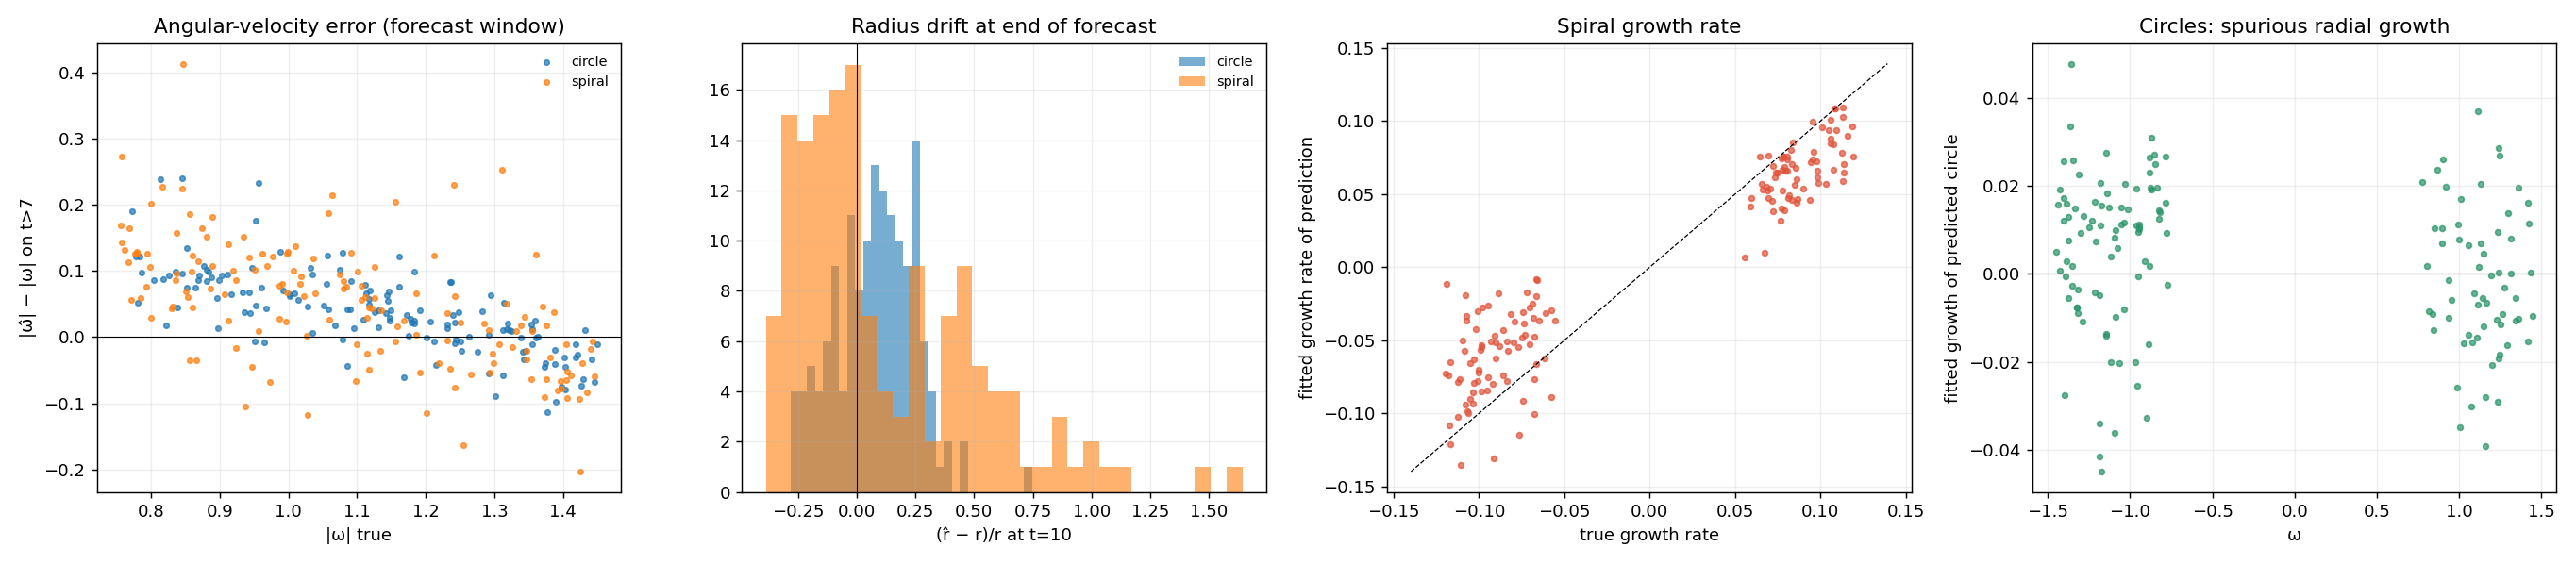 Angular-velocity error (forecast window)
|ω̂| − |ω| on t>7
0.4
0.3
0.2
0.1
0.0
−0.1
−0.2
circle
spiral
0.8 0.9 1.0 1.1 1.2 1.3 1.4
|ω| true
Radius drift at end of forecast
16
14
12
10
8
6
4
2
0
circle
spiral
−0.25 0.00 0.25 0.50 0.75 1.00 1.25 1.50
(r̂ − r)/r at t=10
Spiral growth rate
fitted growth rate of prediction
0.15
0.10
0.05
0.00
−0.05
−0.10
−0.15
−0.15 −0.10 −0.05 0.00 0.05 0.10 0.15
true growth rate
Circles: spurious radial growth
fitted growth of predicted circle
0.04
0.02
0.00
−0.02
−0.04
−1.5 −1.0 −0.5 0.0 0.5 1.0 1.5
ω